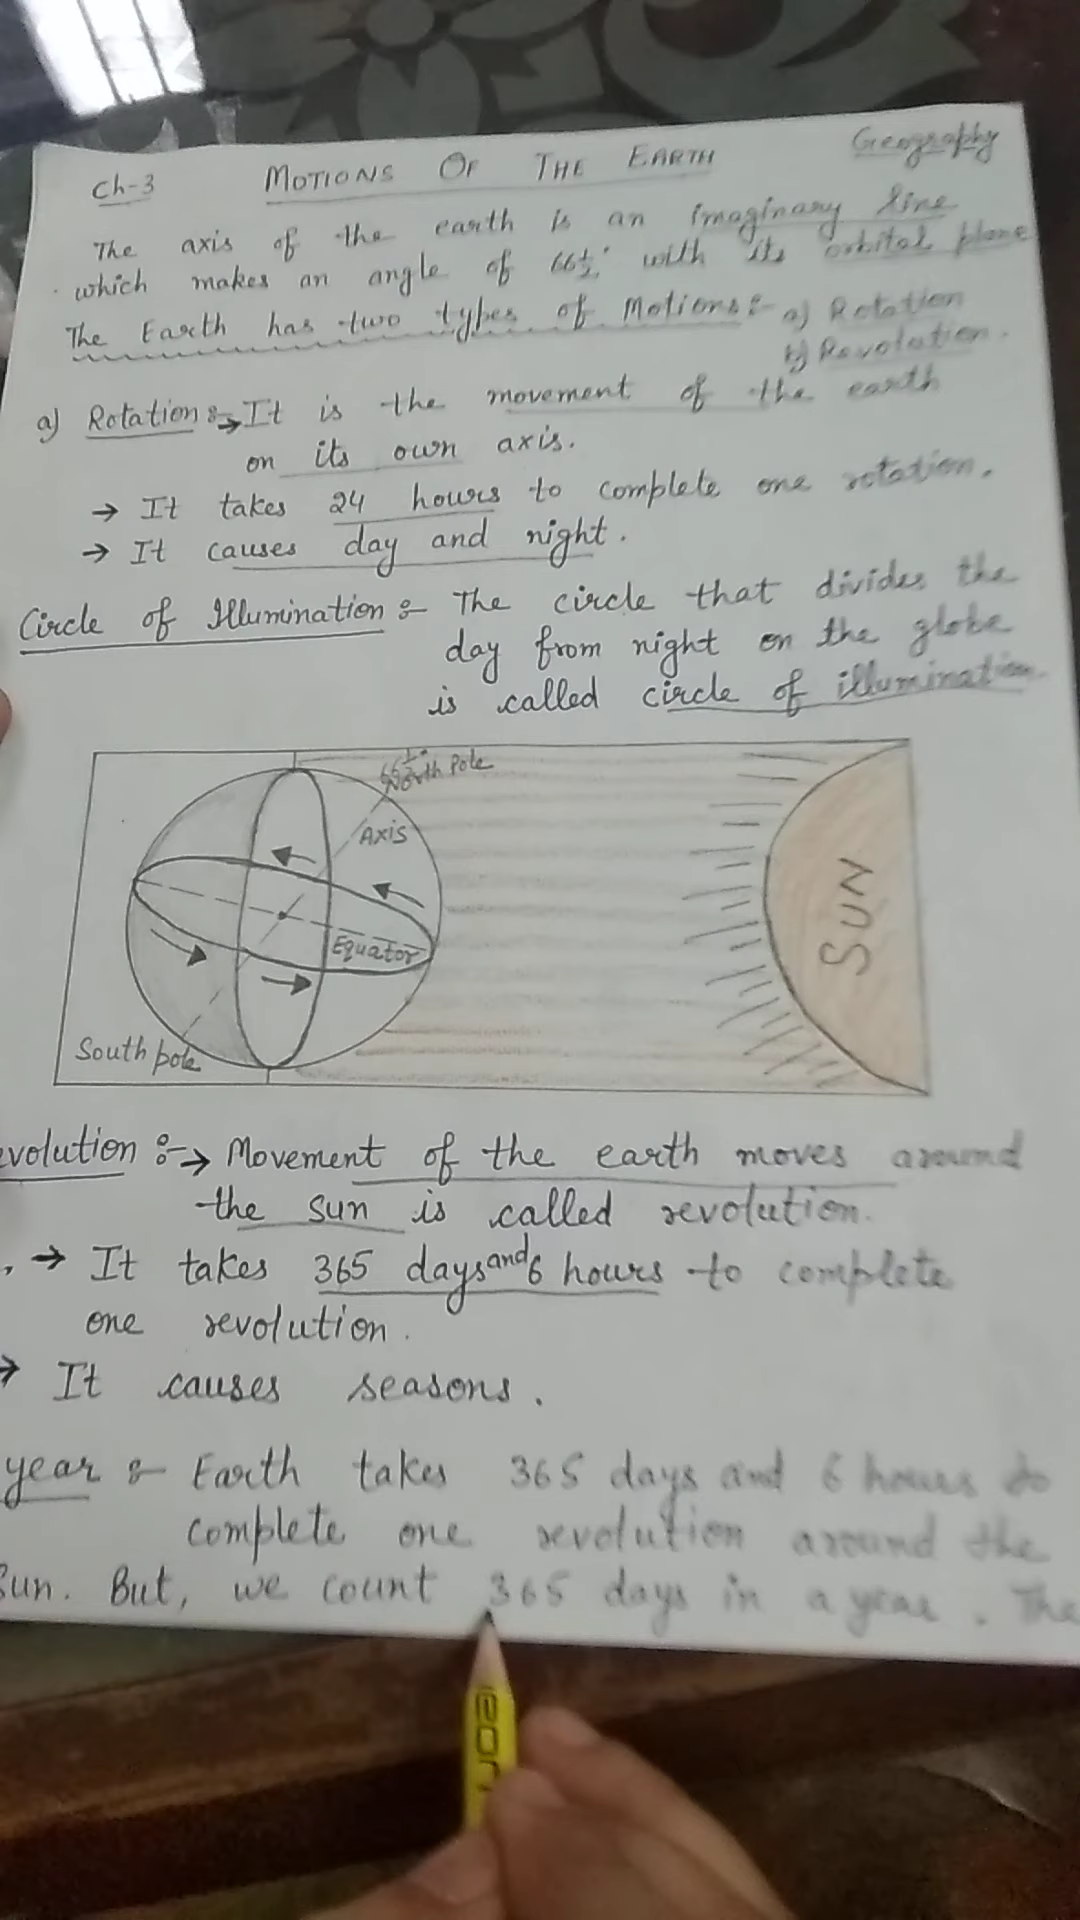 Geography
Ch-3 MOTIONS OF THE EARTH
The axis of the earth is an imaginary line
which makes an angle of 66½° with its orbital plane
The Earth has two types of Motions:- a) Rotation
b) Revolution.
a) Rotation:→ It is the movement of the earth
on its own axis.
→ It takes 24 hours to complete one rotation.
→ It causes day and night.
Circle of Illumination:- The circle that divides the
day from night on the globe
is called circle of illumination.
66½°
North Pole
Axis
SUN
Equator
South pole
evolution:-→ Movement of the earth moves around
the sun is called revolution.
→ It takes 365 days and 6 hours to complete
one revolution.
→ It causes seasons.
year:- Earth takes 365 days and 6 hours to
complete one revolution around the
Sun. But, we count 365 days in a year. The